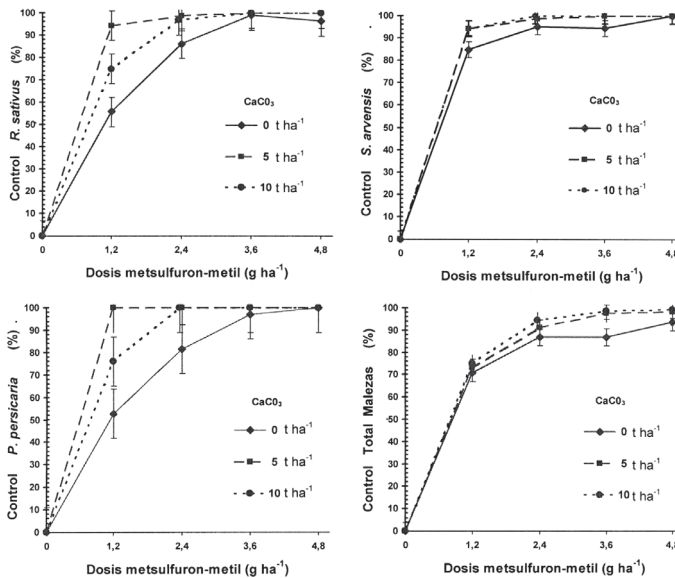 Control R. sativus (%)
100
90
80
70
60
50
40
30
20
10
0
CaCO₃
0 t ha⁻¹
5 t ha⁻¹
10 t ha⁻¹
0 1,2 2,4 3,6 4,8
Dosis metsulfuron-metil (g ha⁻¹)
Control S. arvensis (%)
100
90
80
70
60
50
40
30
20
10
0
CaCO₃
0 t ha⁻¹
5 t ha⁻¹
10 t ha⁻¹
0 1,2 2,4 3,6 4,8
Dosis metsulfuron-metil (g ha⁻¹)
Control P. persicaria (%)
100
90
80
70
60
50
40
30
20
10
0
CaCO₃
0 t ha⁻¹
5 t ha⁻¹
10 t ha⁻¹
0 1,2 2,4 3,6 4,8
Dosis metsulfuron-metil (g ha⁻¹)
Control Total Malezas (%)
100
90
80
70
60
50
40
30
20
10
0
CaCO₃
0 t ha⁻¹
5 t ha⁻¹
10 t ha⁻¹
0 1,2 2,4 3,6 4,8
Dosis metsulfuron-metil (g ha⁻¹)